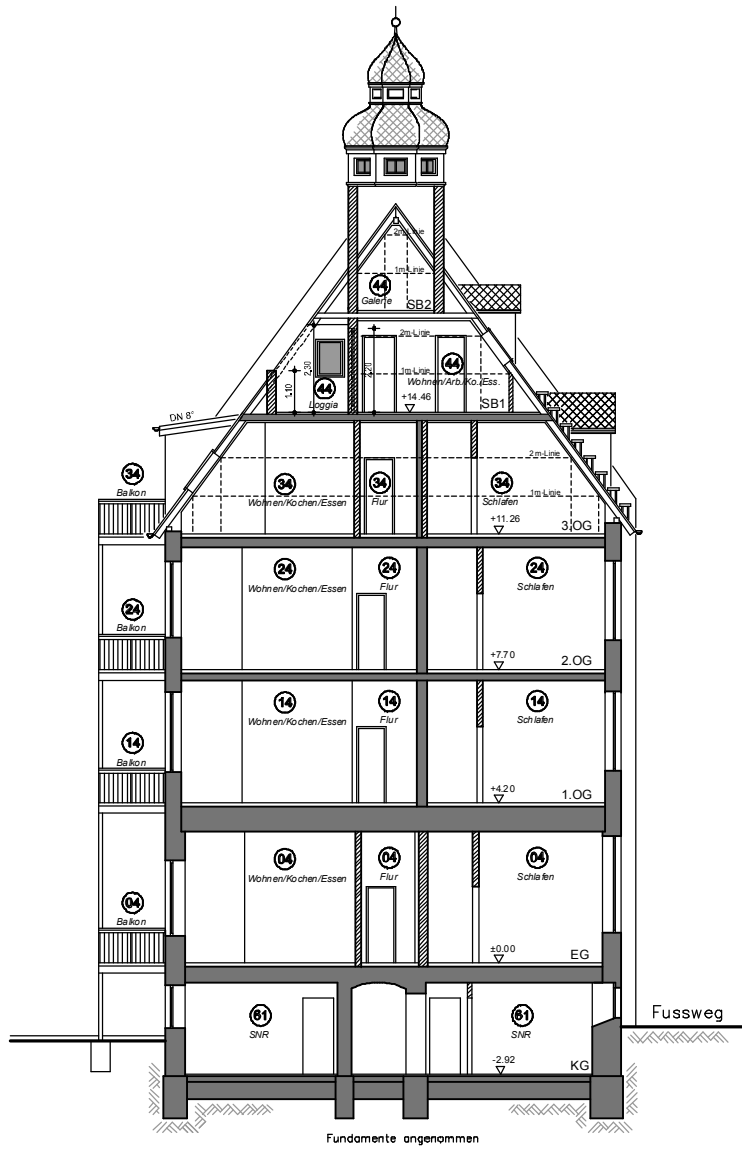 2m-Linie
1m-Linie
44
Galerie
SB2
2m-Linie
44
1m-Linie
Wohnen/Arb./Ko./Ess.
2,30
2,20
1,10
44
Loggia
+14.46
SB1
DN 8°
2m-Linie
34
Balkon
34
Wohnen/Kochen/Essen
34
Flur
34
Schlafen
1m-Linie
+11.26
3.OG
24
Wohnen/Kochen/Essen
24
Flur
24
Schlafen
24
Balkon
+7.70
2.OG
14
Wohnen/Kochen/Essen
14
Flur
14
Schlafen
14
Balkon
+4.20
1.OG
04
Wohnen/Kochen/Essen
04
Flur
04
Schlafen
04
Balkon
±0.00
EG
61
SNR
61
SNR
Fussweg
-2.92
KG
Fundamente angenommen